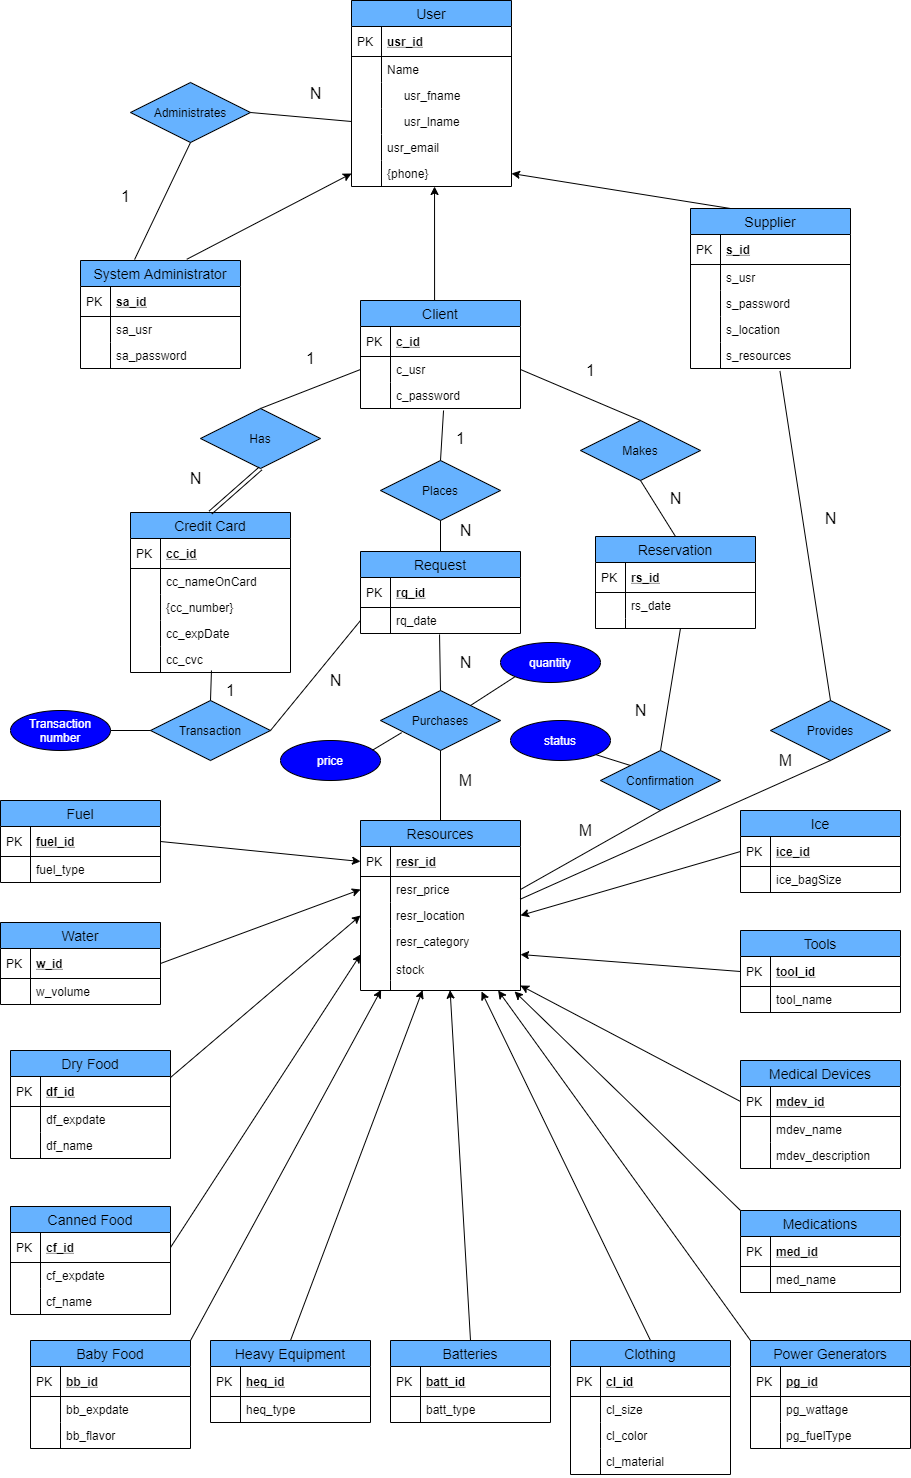 User
PK usr_id
Name
usr_fname
usr_lname
usr_email
{phone}
Administrates
N
1
System Administrator
PK sa_id
sa_usr
sa_password
Supplier
PK s_id
s_usr
s_password
s_location
s_resources
Client
PK c_id
c_usr
c_password
1
1
1
Has
Places
Makes
N
N
N
N
Credit Card
PK cc_id
cc_nameOnCard
{cc_number}
cc_expDate
cc_cvc
Request
PK rq_id
rq_date
Reservation
PK rs_id
rs_date
1
N
N
N
Transaction number
Transaction
quantity
Purchases
price
status
Confirmation
Provides
M
M
M
Fuel
PK fuel_id
fuel_type
Resources
PK resr_id
resr_price
resr_location
resr_category
stock
Ice
PK ice_id
ice_bagSize
Water
PK w_id
w_volume
Tools
PK tool_id
tool_name
Dry Food
PK df_id
df_expdate
df_name
Medical Devices
PK mdev_id
mdev_name
mdev_description
Canned Food
PK cf_id
cf_expdate
cf_name
Medications
PK med_id
med_name
Baby Food
PK bb_id
bb_expdate
bb_flavor
Heavy Equipment
PK heq_id
heq_type
Batteries
PK batt_id
batt_type
Clothing
PK cl_id
cl_size
cl_color
cl_material
Power Generators
PK pg_id
pg_wattage
pg_fuelType